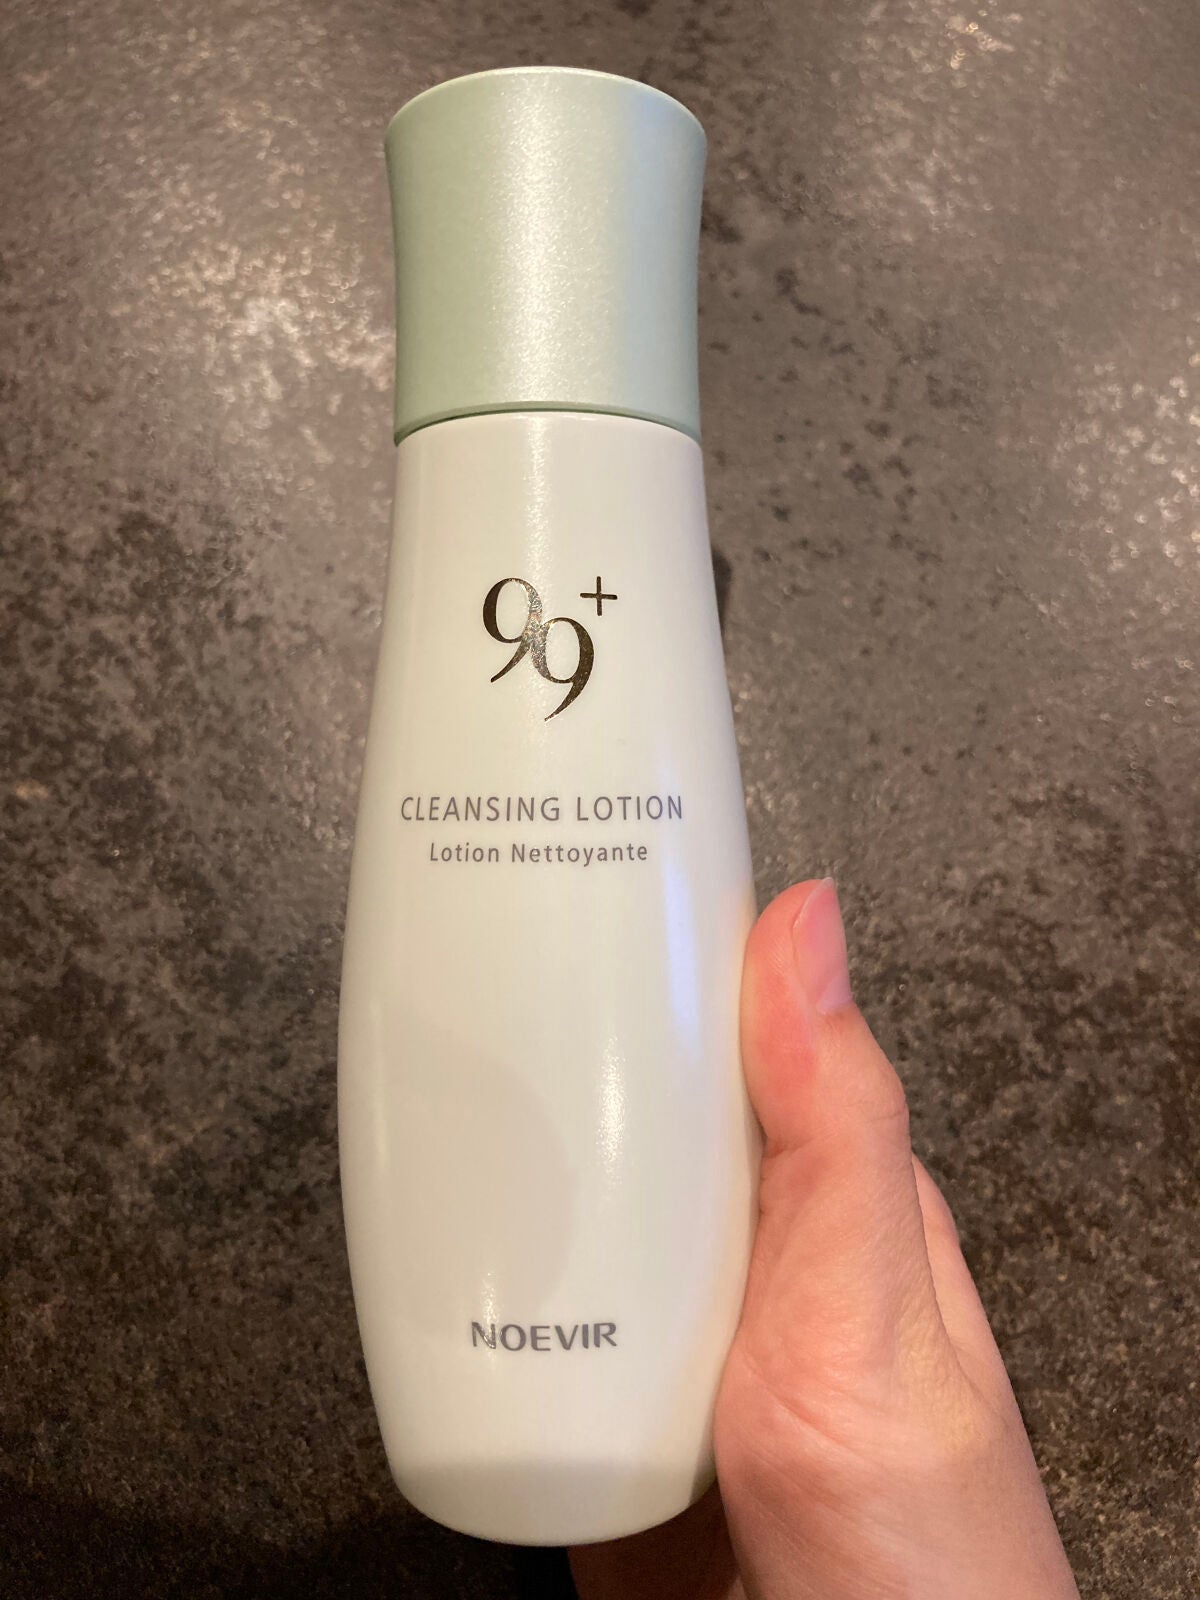 99+
CLEANSING LOTION
Lotion Nettoyante
NOEVIR